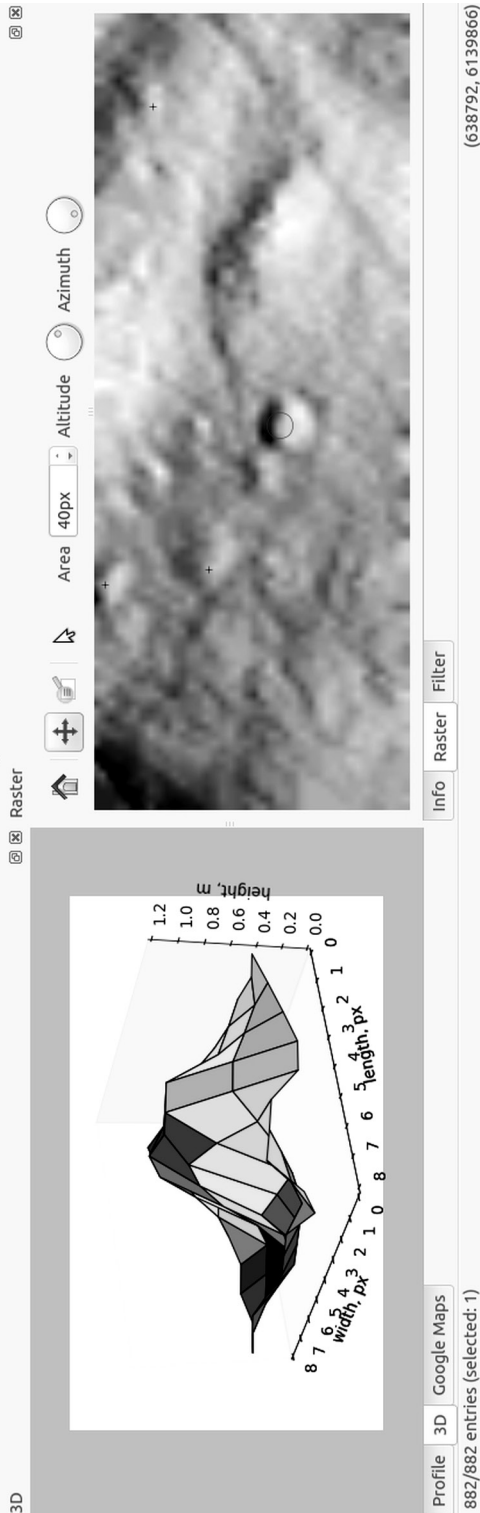 3D
height, m
1.2
1.0
0.8
0.6
0.4
0.2
0.0
0
1
2
3
4
5
6
7
8
length, px
0
1
2
3
4
5
6
7
8
width, px
Profile 3D Google Maps
882/882 entries (selected: 1)
Raster
Area 40px Altitude Azimuth
Info Raster Filter
(638792, 6139866)